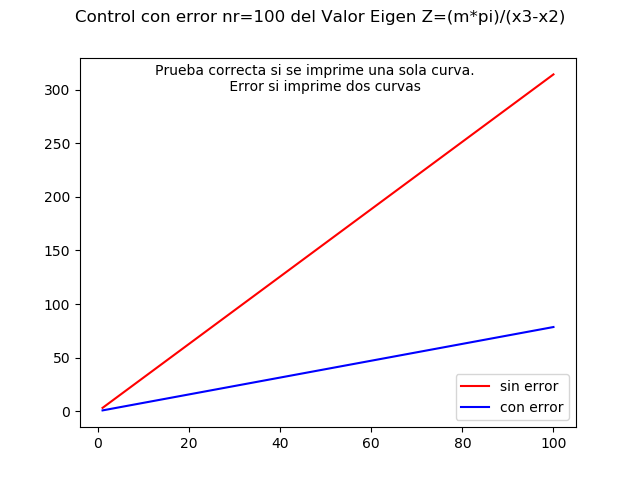 Control con error nr=100 del Valor Eigen Z=(m*pi)/(x3-x2)
Prueba correcta si se imprime una sola curva.
Error si imprime dos curvas
300
250
200
150
100
50
0
sin error
con error
0 20 40 60 80 100